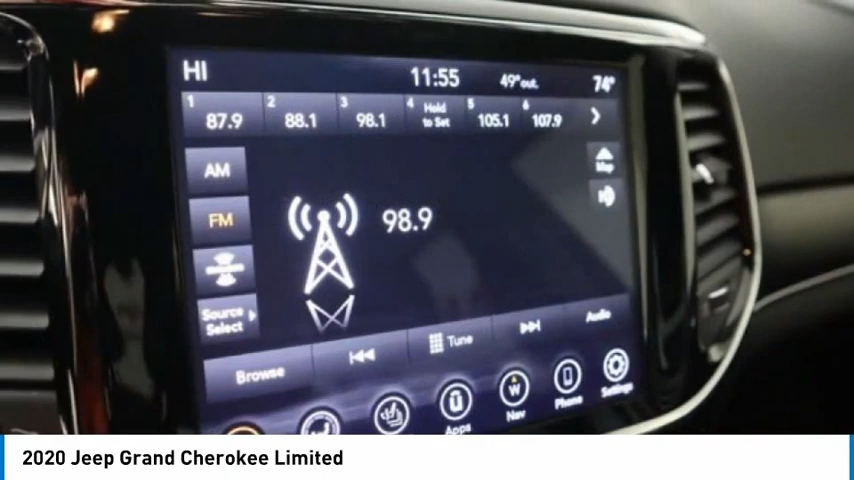 HI 11:55 49°out. 74°
1 87.9 2 88.1 3 98.1 4 Hold to Set 5 105.1 6 107.9
AM
Map
FM
98.9
Source Select
Browse Tune Audio
Apps Nav Phone Settings
W
2020 Jeep Grand Cherokee Limited